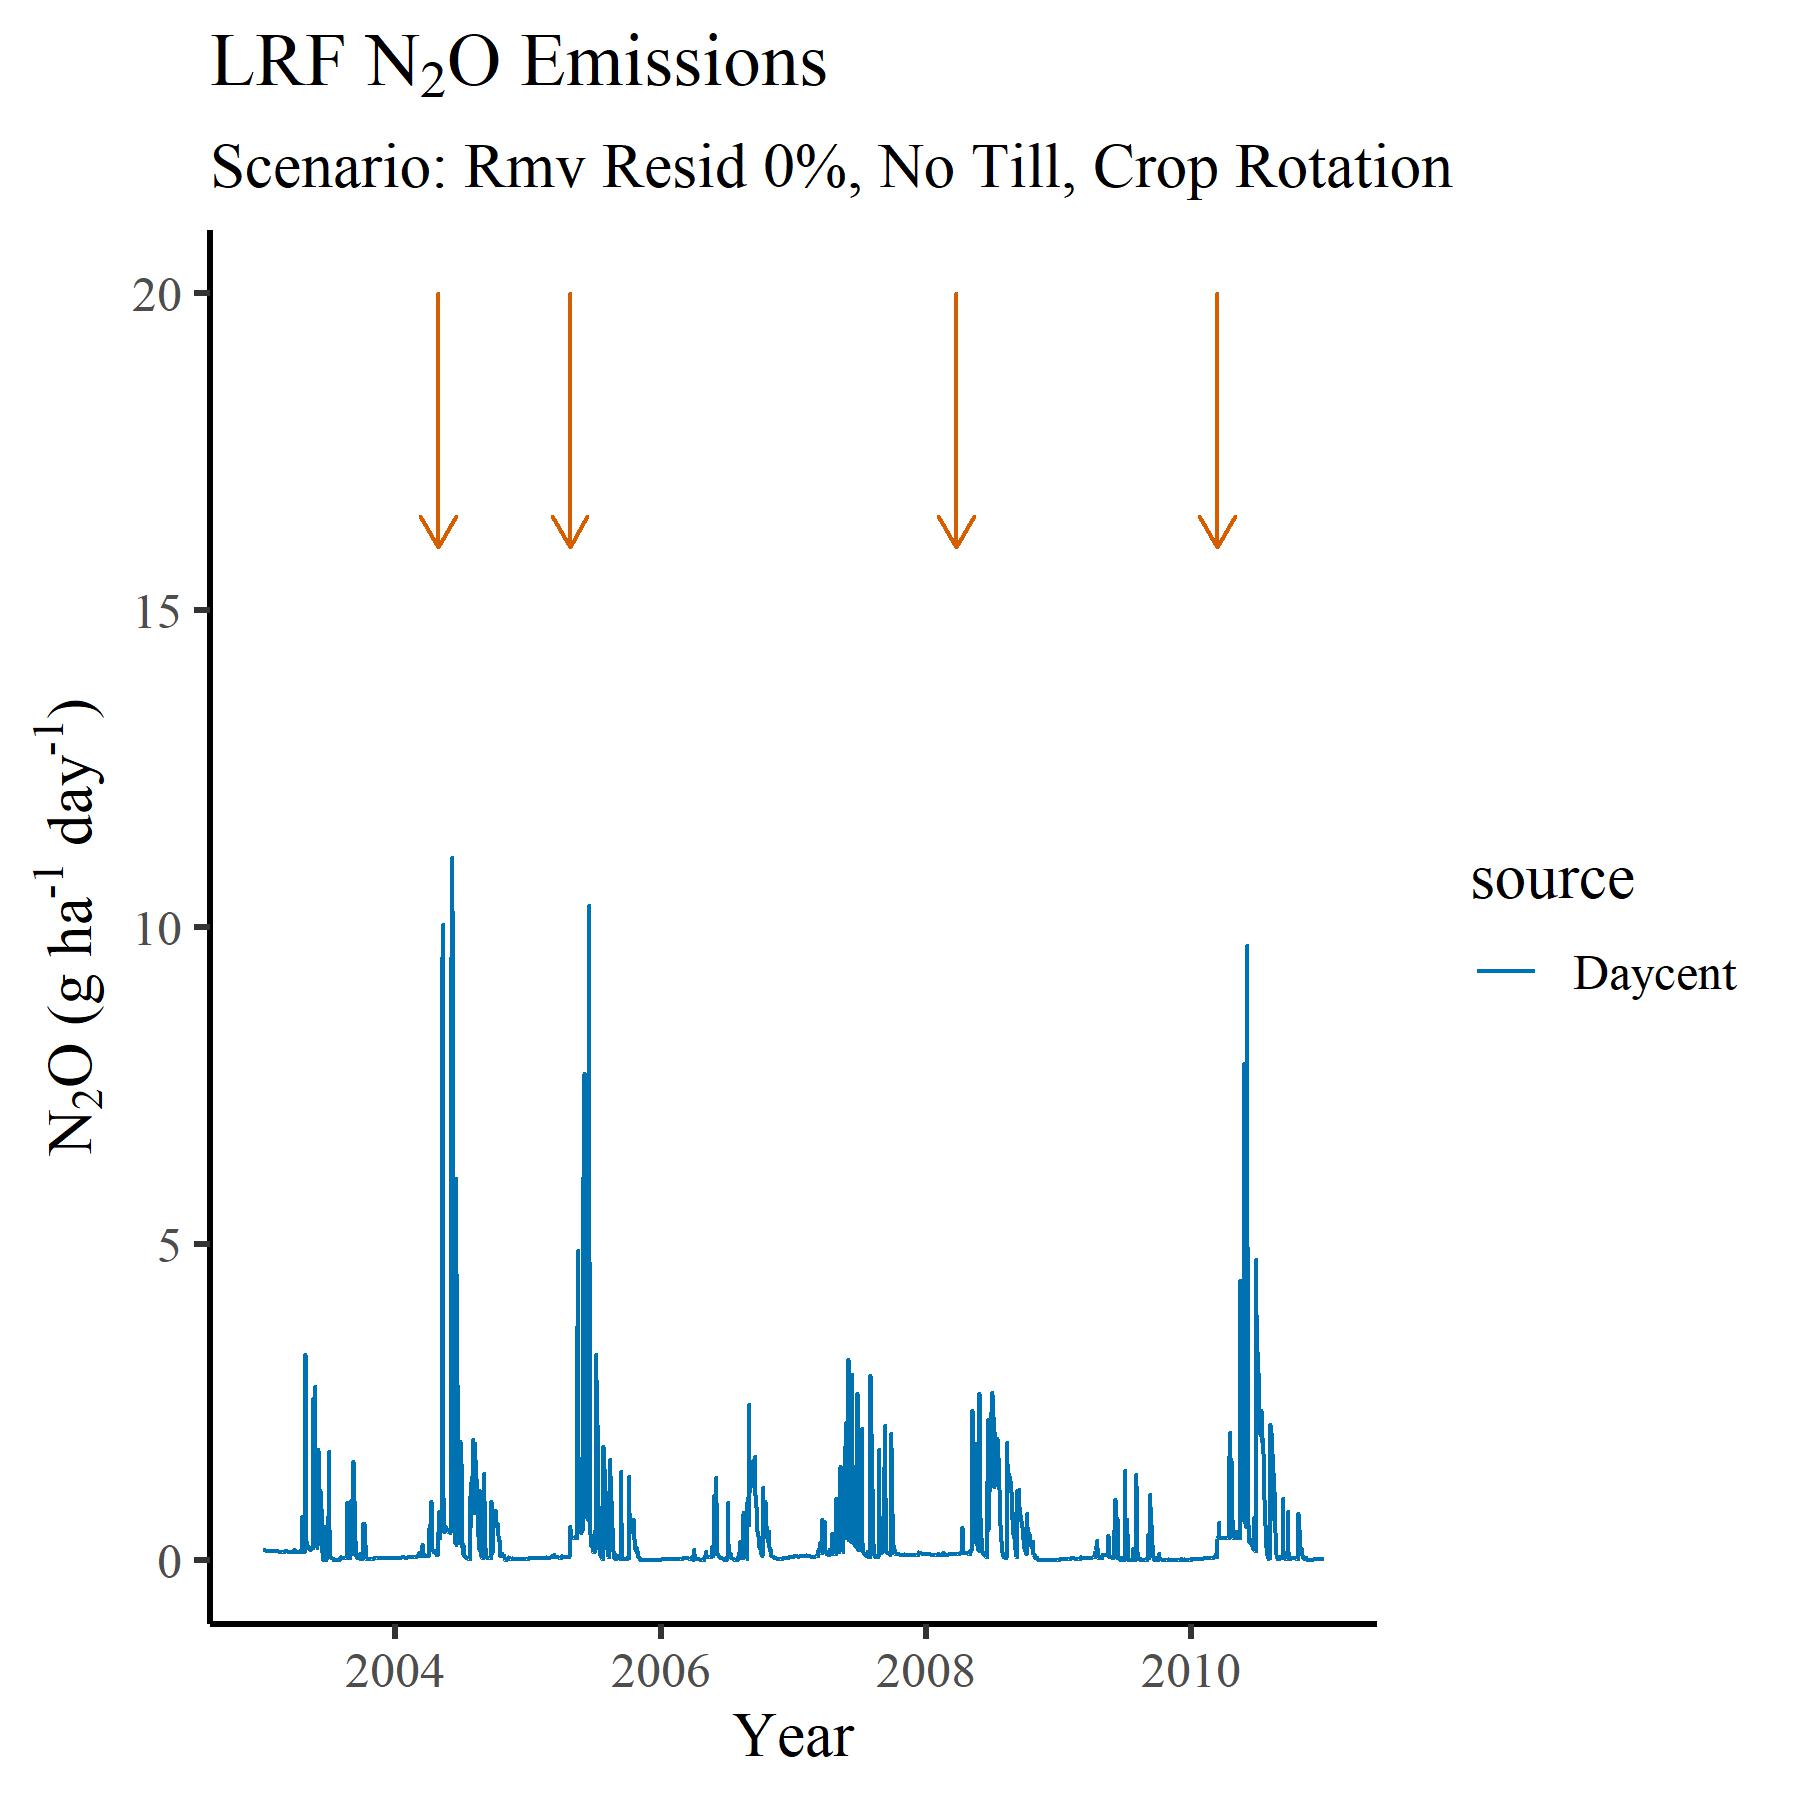 LRF N₂O Emissions
Scenario: Rmv Resid 0%, No Till, Crop Rotation
20
15
10
5
0
N₂O (g ha⁻¹ day⁻¹)
2004 2006 2008 2010
Year
source
Daycent